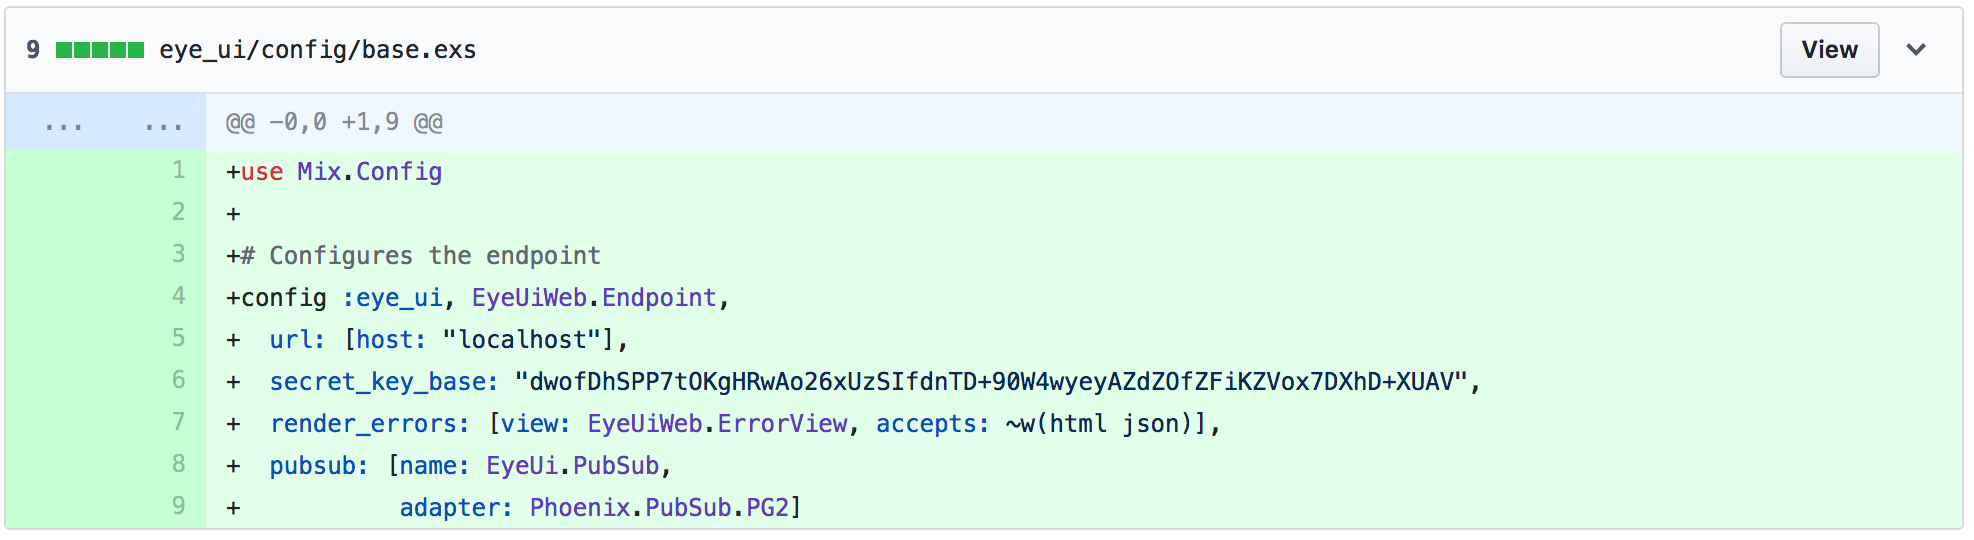 9 eye_ui/config/base.exs View
... ... @@ -0,0 +1,9 @@
1 +use Mix.Config
2 +
3 +# Configures the endpoint
4 +config :eye_ui, EyeUiWeb.Endpoint,
5 +  url: [host: "localhost"],
6 +  secret_key_base: "dwofDhSPP7tOKgHRwAo26xUzSIfdnTD+90W4wyeyAZdZOfZFiKZVox7DXhD+XUAV",
7 +  render_errors: [view: EyeUiWeb.ErrorView, accepts: ~w(html json)],
8 +  pubsub: [name: EyeUi.PubSub,
9 +           adapter: Phoenix.PubSub.PG2]